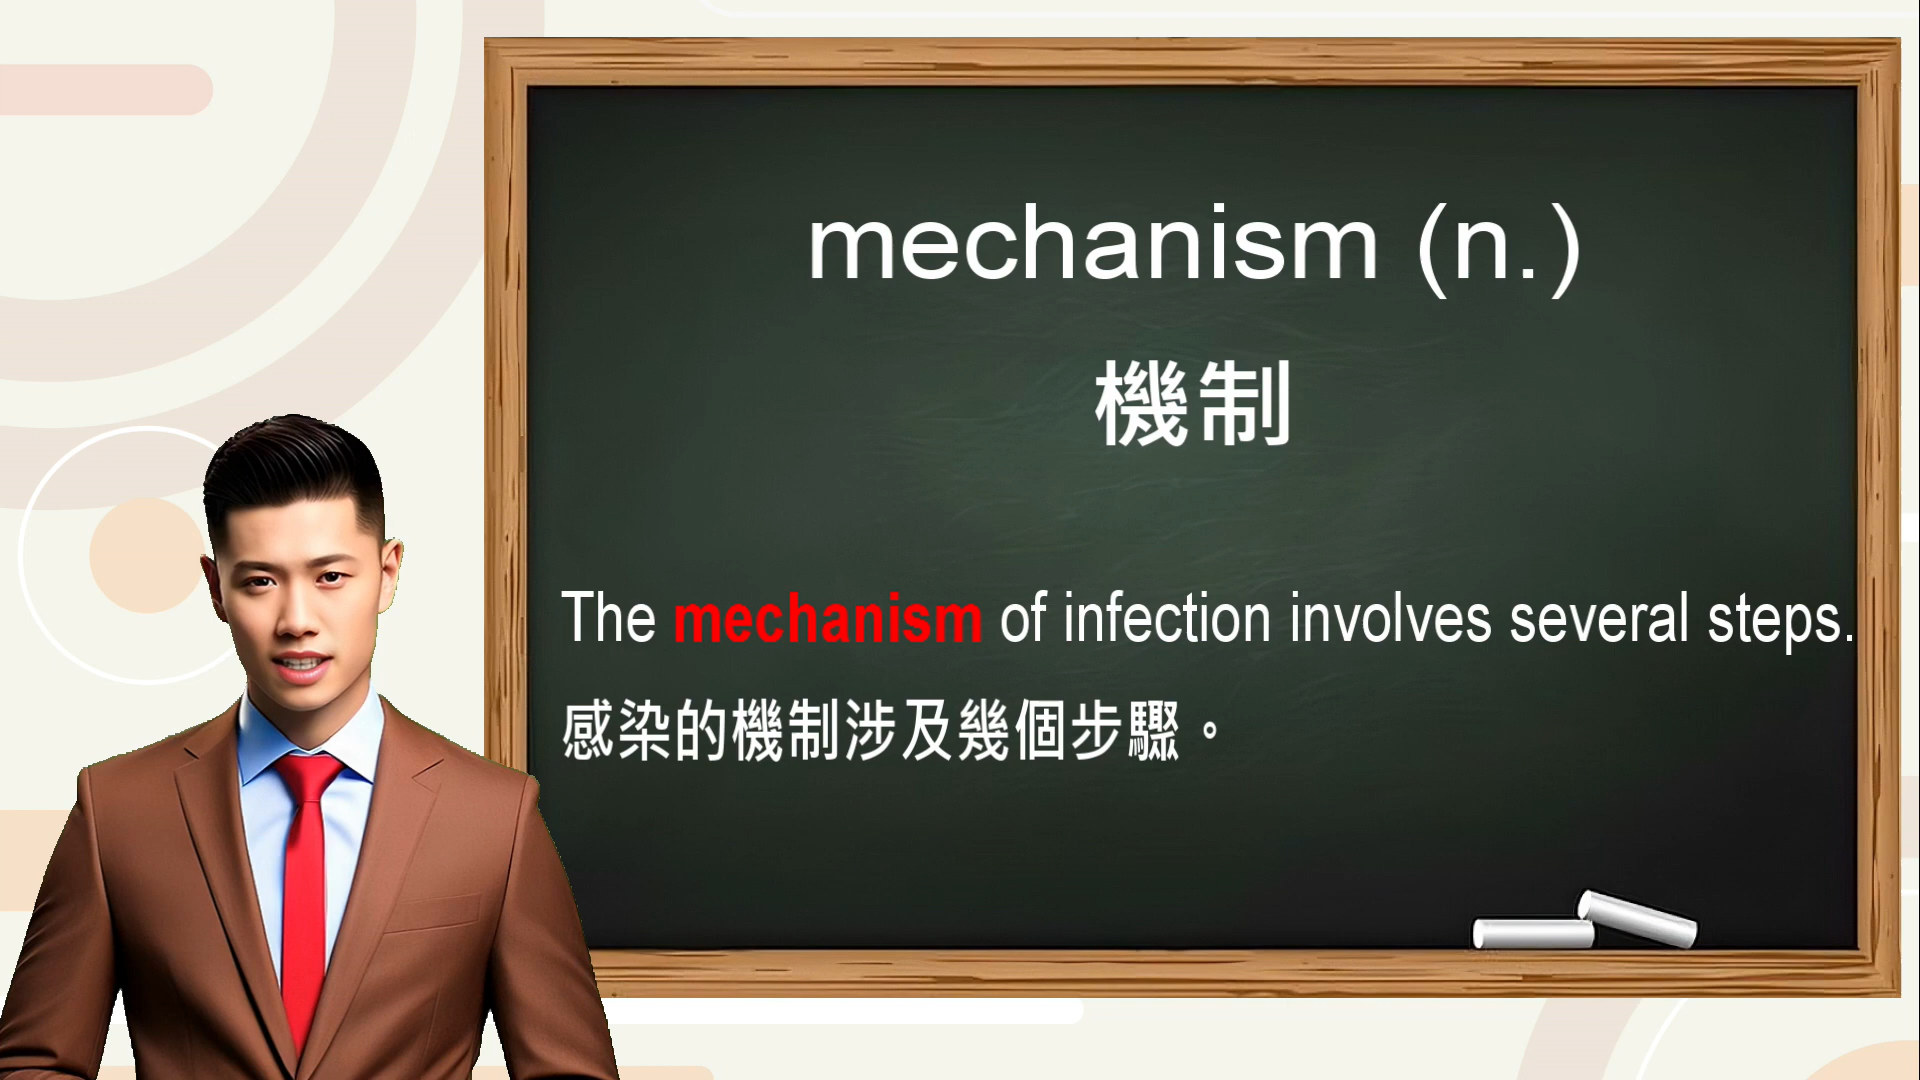 mechanism (n.)
機制
The mechanism of infection involves several steps.
感染的機制涉及幾個步驟。